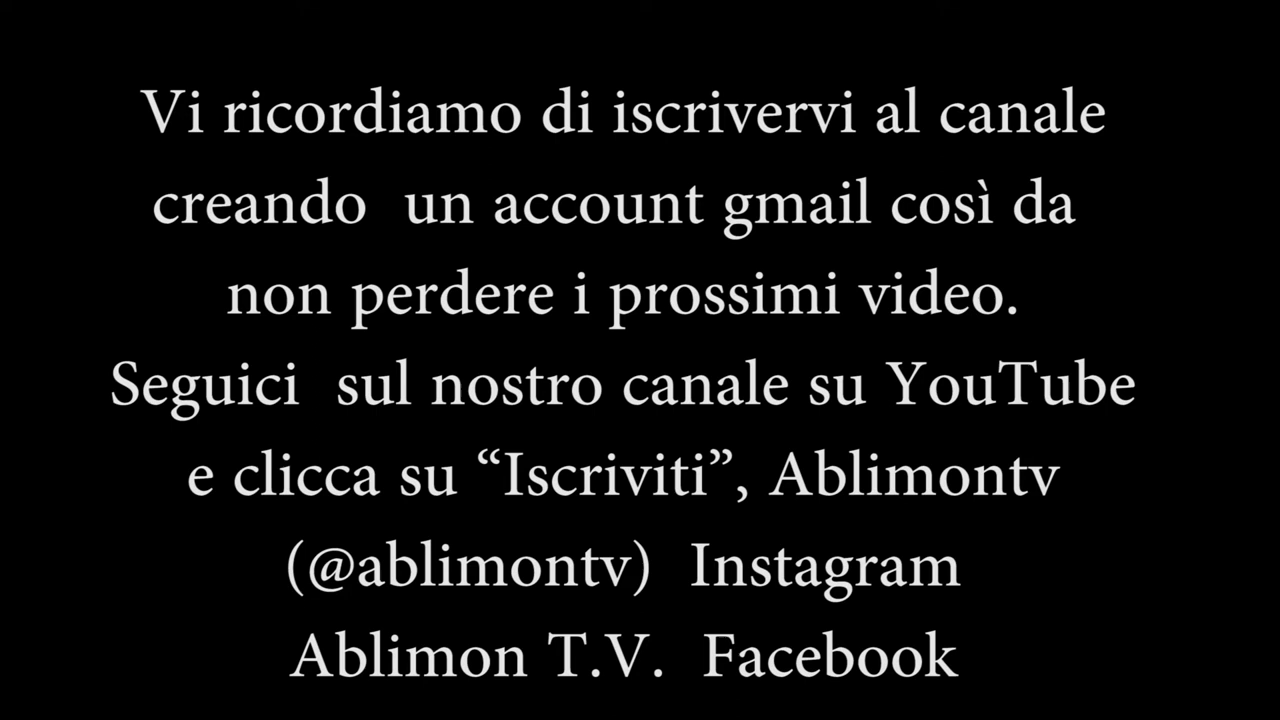 Vi ricordiamo di iscrivervi al canale
creando un account gmail così da
non perdere i prossimi video.
Seguici sul nostro canale su YouTube
e clicca su “Iscriviti”, Ablimontv
(@ablimontv) Instagram
Ablimon T.V. Facebook